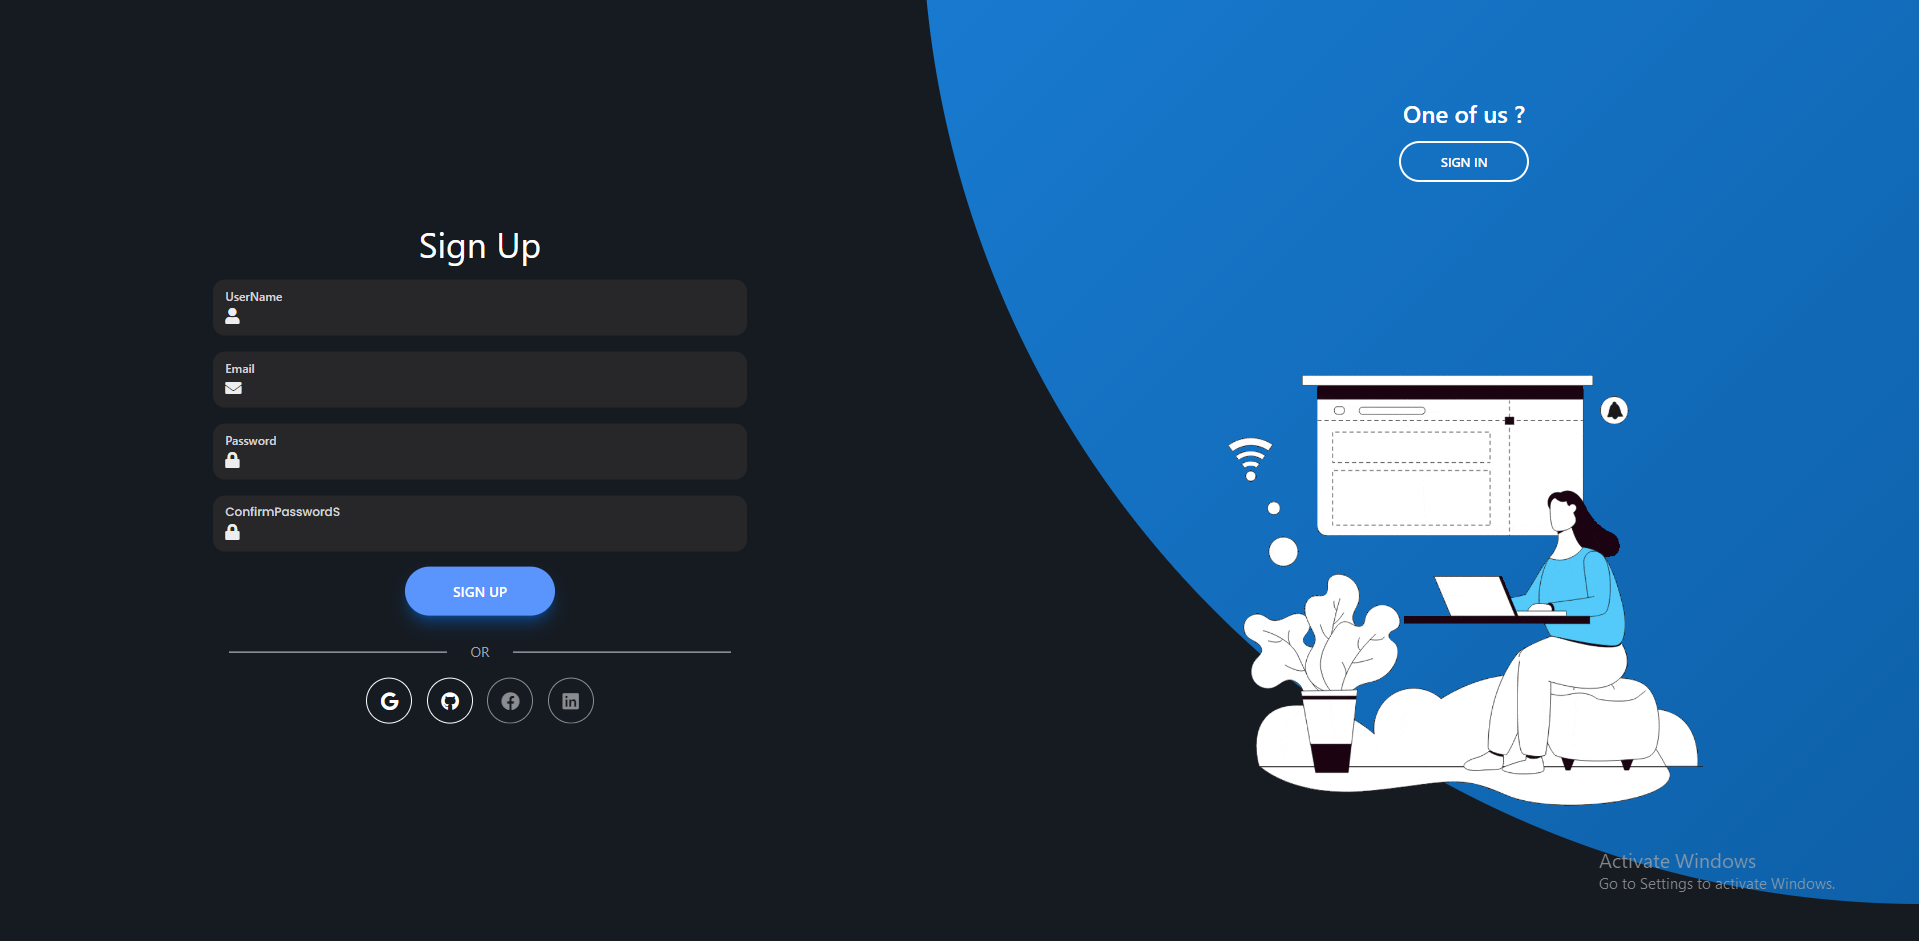 One of us ?
SIGN IN
Sign Up
UserName
Email
Password
ConfirmPasswordS
SIGN UP
OR
Activate Windows
Go to Settings to activate Windows.